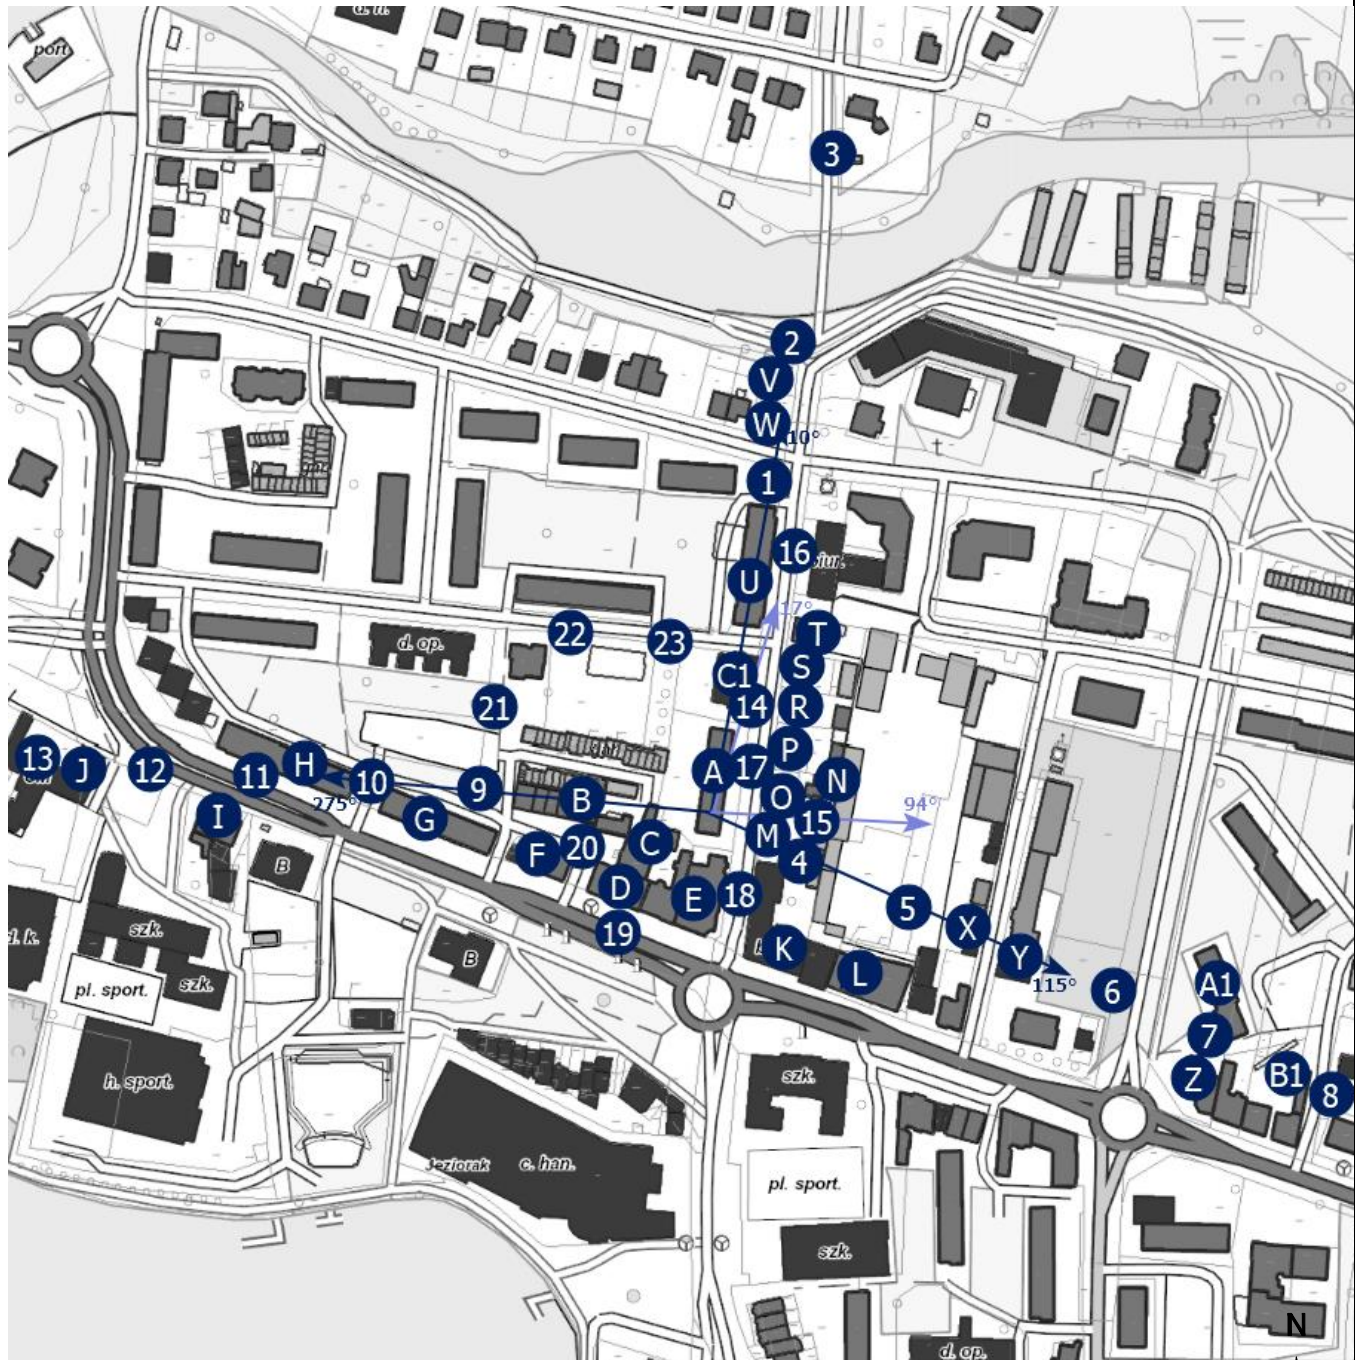 port.
3
2
V
W
10°
1
16
biur.
U
17°
T
22
23
d. op.
C1
S
14
R
21
P
13
J
12
11
H
10
9
A
17
N
275°
B
O
94°
I
G
M
15
B
F
20
C
4
D
E
18
5
X
19
K
Y
szk.
d. k.
B
L
115°
6
A1
szk.
pl. sport.
7
h. sport.
szk.
Z
B1
8
Jeziorak
c. han.
pl. sport.
szk.
N
d. op.